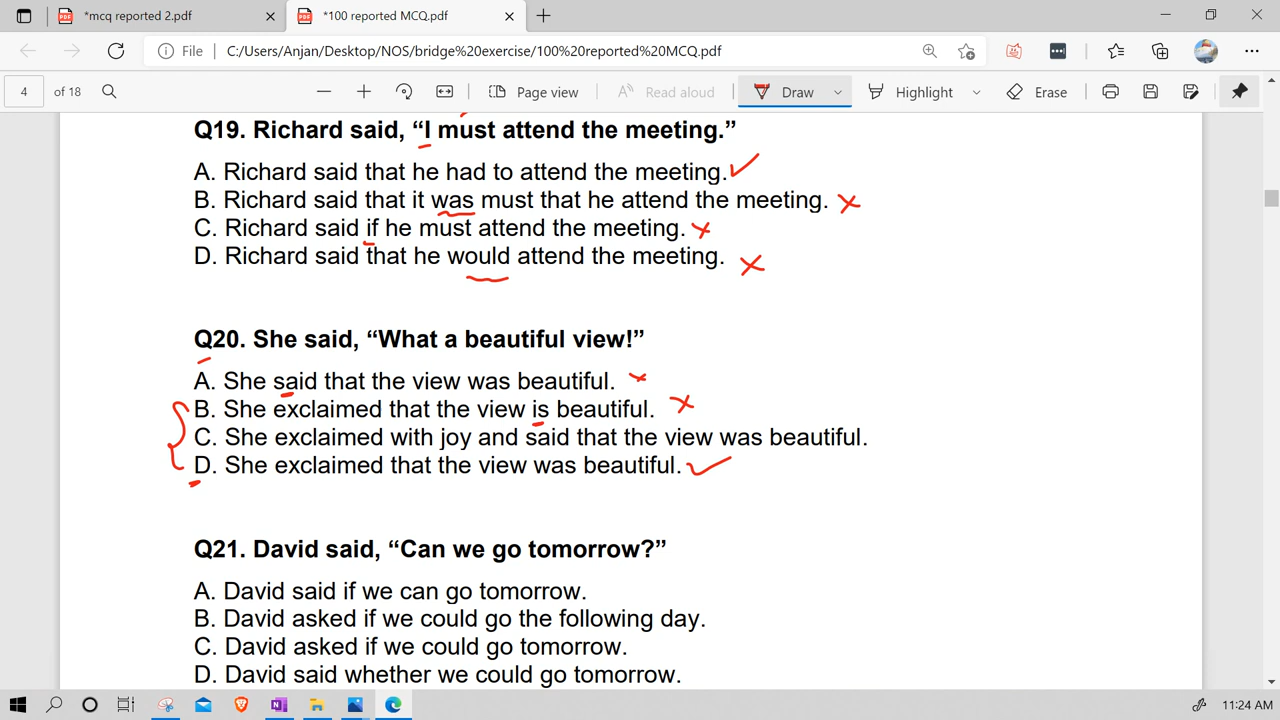 *mcq reported 2.pdf
*100 reported MCQ.pdf
File
C:/Users/Anjan/Desktop/NOS/bridge%20exercise/100%20reported%20MCQ.pdf
4 of 18
Page view
Read aloud
Draw
Highlight
Erase
Q19. Richard said, “I must attend the meeting.”
A. Richard said that he had to attend the meeting.
B. Richard said that it was must that he attend the meeting.
C. Richard said if he must attend the meeting.
D. Richard said that he would attend the meeting.
Q20. She said, “What a beautiful view!”
A. She said that the view was beautiful.
B. She exclaimed that the view is beautiful.
C. She exclaimed with joy and said that the view was beautiful.
D. She exclaimed that the view was beautiful.
Q21. David said, “Can we go tomorrow?”
A. David said if we can go tomorrow.
B. David asked if we could go the following day.
C. David asked if we could go tomorrow.
D. David said whether we could go tomorrow.
11:24 AM